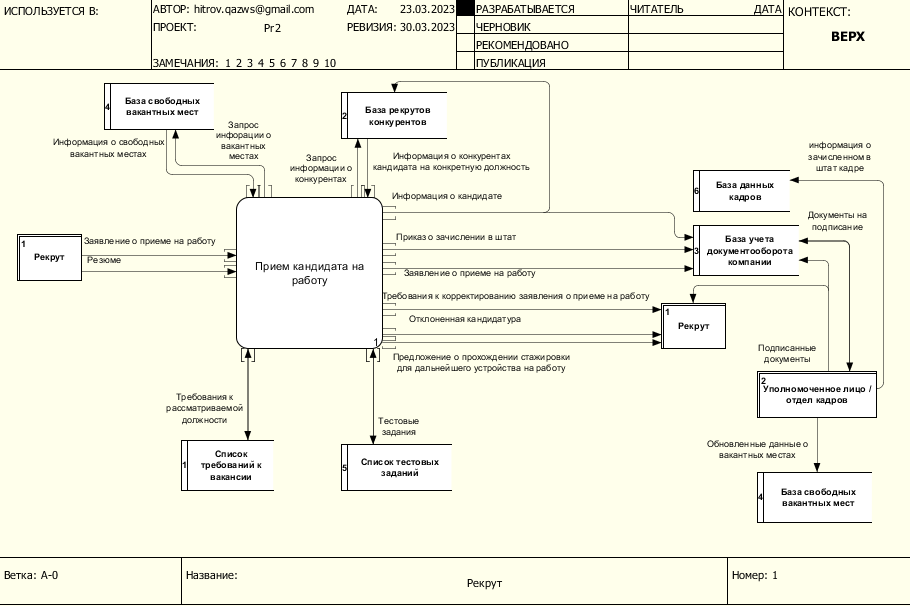 ИСПОЛЬЗУЕТСЯ В:
АВТОР: hitrov.qazws@gmail.com
ДАТА: 23.03.2023
ПРОЕКТ: Pr2
РЕВИЗИЯ: 30.03.2023
ЗАМЕЧАНИЯ: 1 2 3 4 5 6 7 8 9 10
РАЗРАБАТЫВАЕТСЯ
ЧЕРНОВИК
РЕКОМЕНДОВАНО
ПУБЛИКАЦИЯ
ЧИТАТЕЛЬ ДАТА
КОНТЕКСТ:
ВЕРХ
4
База свободных
вакантных мест
Информация о свободных
вакантных местах
Запрос
инфорации о
вакантных
местах
2
База рекрутов
конкурентов
Запрос
информации о
конкурентах
Информация о конкурентах
кандидата на конкретную должность
Информация о кандидате
информация о
зачисленном в
штат кадре
6
База данных
кадров
Документы на
подписание
1
Рекрут
Заявление о приеме на работу
Резюме
Прием кандидата на
работу
1
Приказ о зачислении в штат
Заявление о приеме на работу
3
База учета
документооборота
компании
Требования к корректированию заявления о приеме на работу
Отклоненная кандидатура
Предложение о прохождении стажировки
для дальнейшего устройства на работу
1
Рекрут
Подписанные
документы
2
Уполномоченное лицо /
отдел кадров
Требования к
рассматриваемой
должности
Тестовые
задания
1
Список
требований к
вакансии
5
Список тестовых
заданий
Обновленные данные о
вакантных местах
4
База свободных
вакантных мест
Ветка: A-0
Название:
Рекрут
Номер: 1